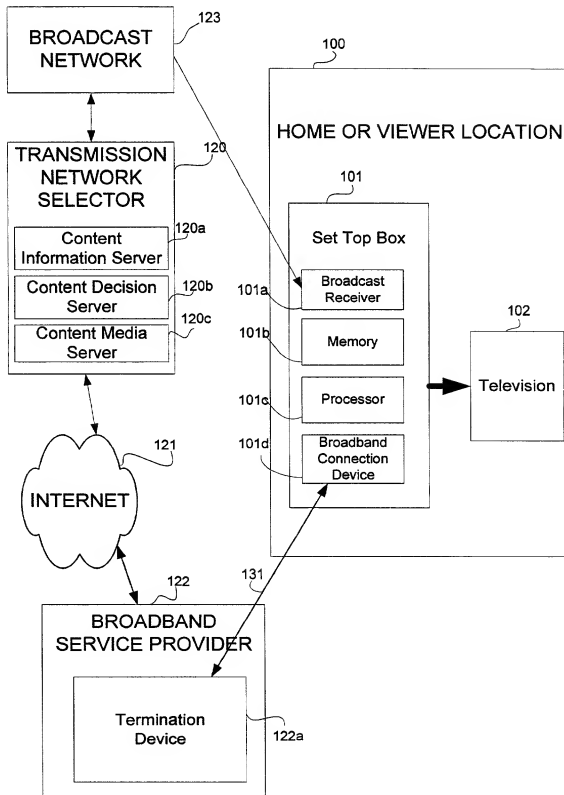 BROADCAST
NETWORK
123
TRANSMISSION
NETWORK
SELECTOR
120
Content
Information Server
120a
Content Decision
Server
120b
Content Media
Server
120c
INTERNET
121
BROADBAND
SERVICE PROVIDER
122
Termination
Device
122a
131
100
HOME OR VIEWER LOCATION
101
Set Top Box
Broadcast
Receiver
101a
Memory
101b
Processor
101c
Broadband
Connection
Device
101d
102
Television